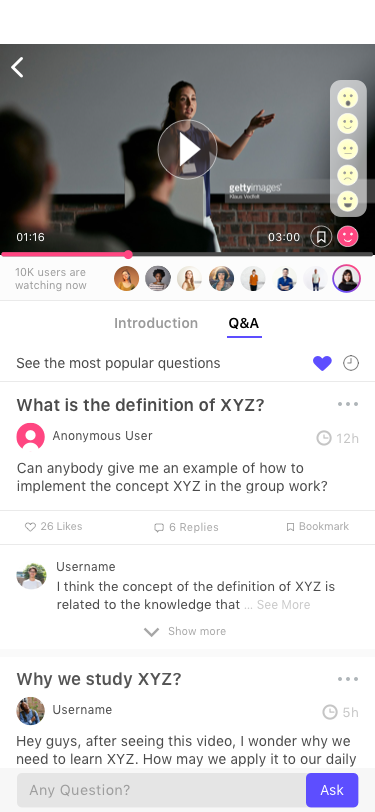 gettyimages
Klaus Vedfelt
01:16
03:00
10K users are
watching now
Introduction
Q&A
See the most popular questions
What is the definition of XYZ?
Anonymous User
12h
Can anybody give me an example of how to
implement the concept XYZ in the group work?
26 Likes
6 Replies
Bookmark
Username
I think the concept of the definition of XYZ is
related to the knowledge that ... See More
Show more
Why we study XYZ?
Username
5h
Hey guys, after seeing this video, I wonder why we
need to learn XYZ. How may we apply it to our daily
Any Question?
Ask